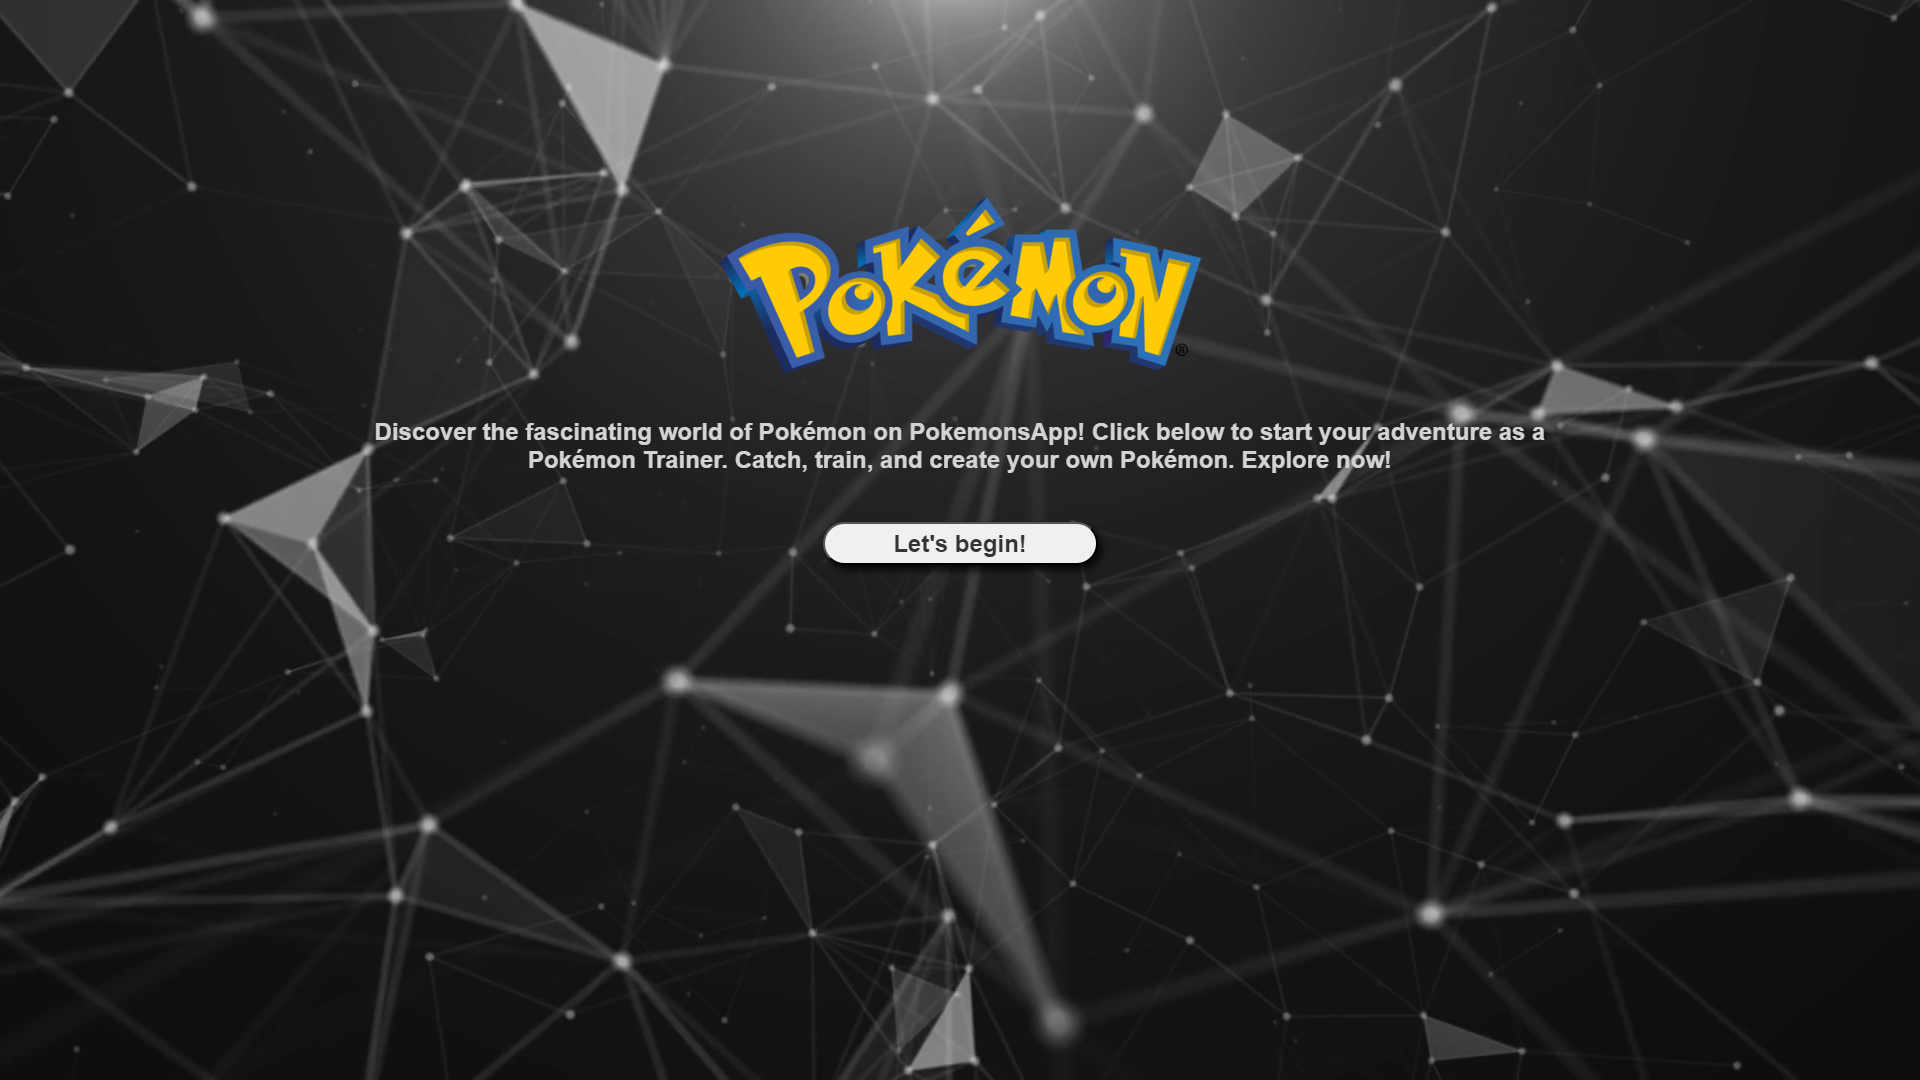 Pokémon
®
Discover the fascinating world of Pokémon on PokemonsApp! Click below to start your adventure as a
Pokémon Trainer. Catch, train, and create your own Pokémon. Explore now!
Let's begin!